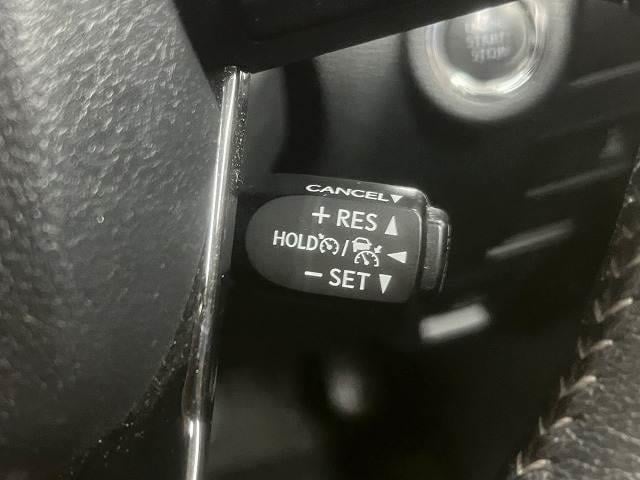 START
STOP
CANCEL▼
+ RES ▲
HOLD / ◄
− SET ▼